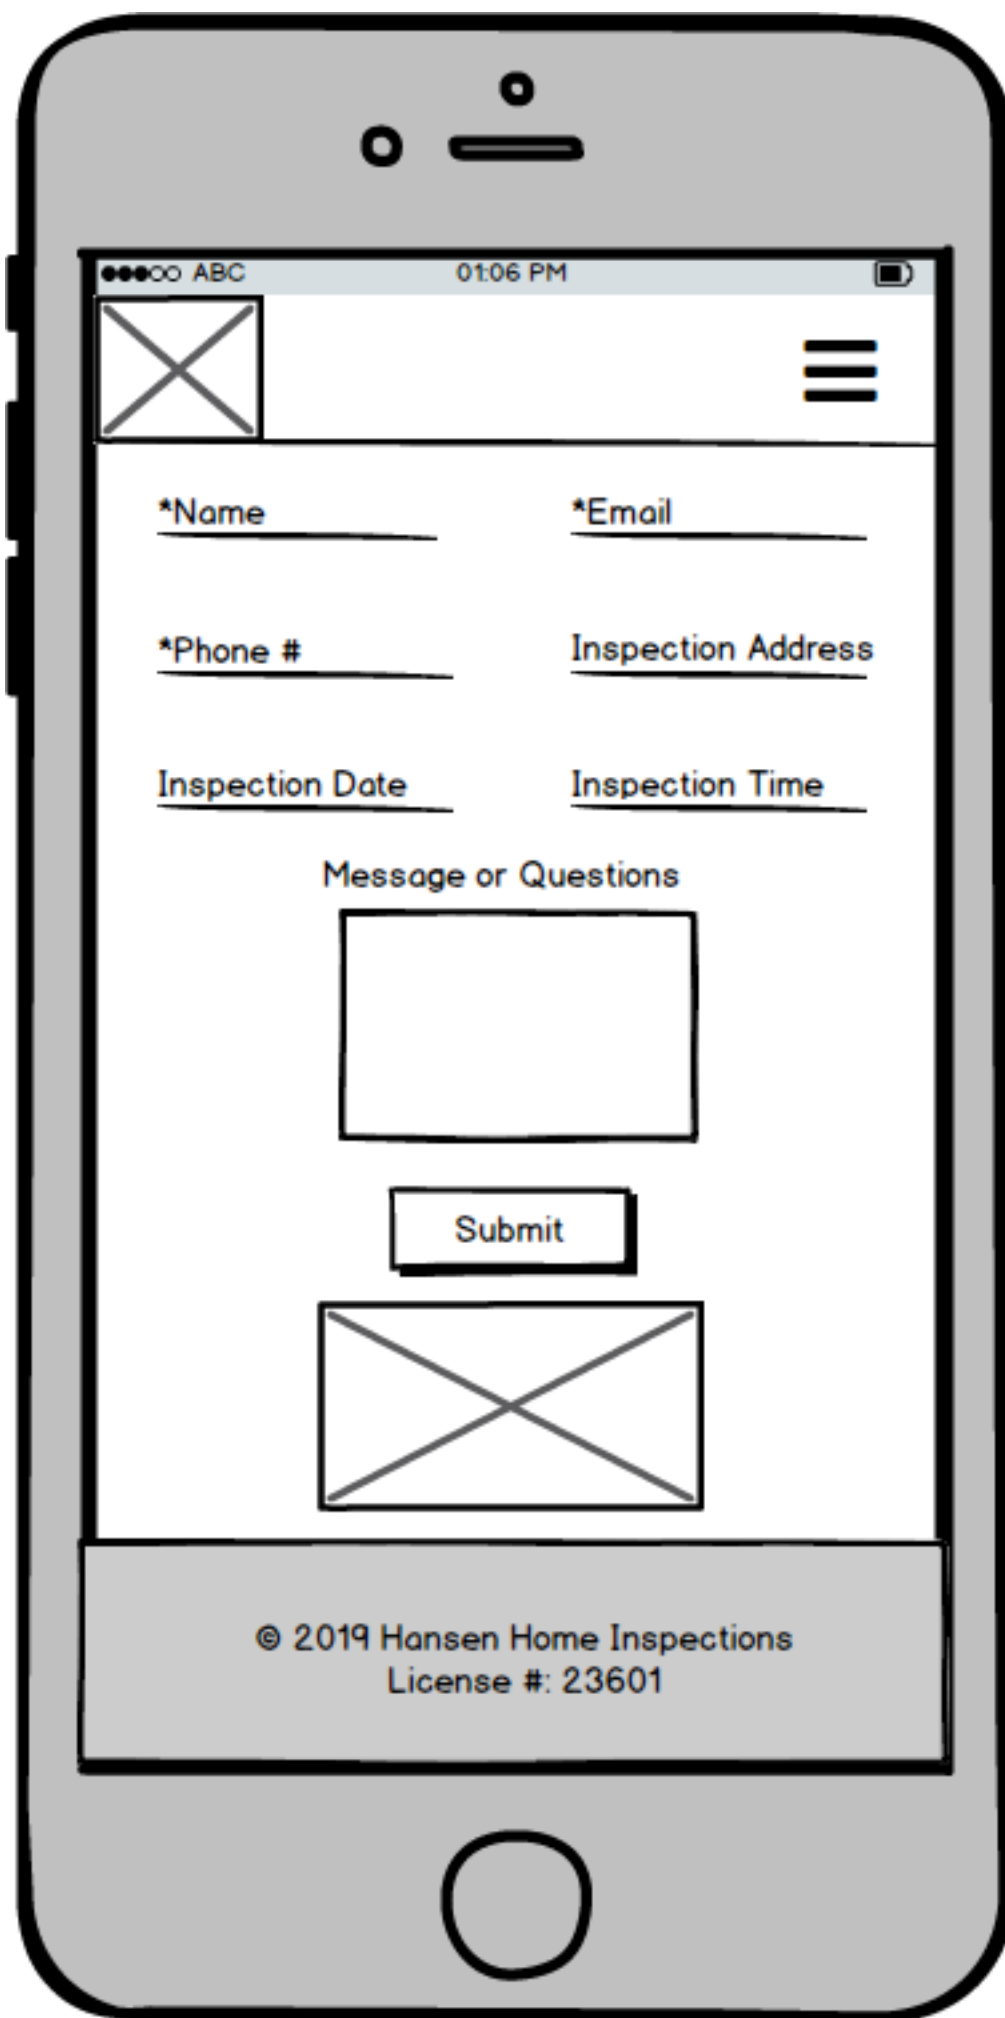 ABC 01:06 PM
*Name *Email
*Phone # Inspection Address
Inspection Date Inspection Time
Message or Questions
Submit
© 2019 Hansen Home Inspections
License #: 23601